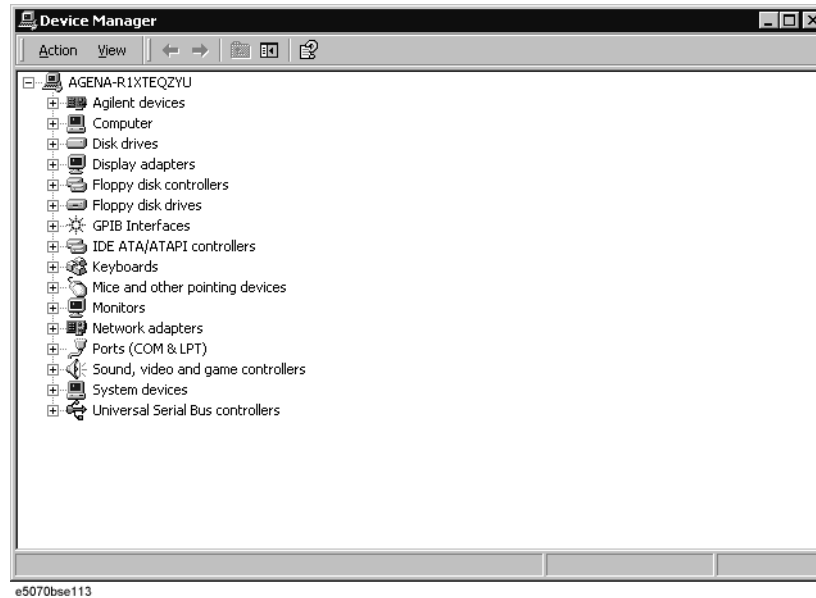 Device Manager
Action View
AGENA-R1XTEQZYU
Agilent devices
Computer
Disk drives
Display adapters
Floppy disk controllers
Floppy disk drives
GPIB Interfaces
IDE ATA/ATAPI controllers
Keyboards
Mice and other pointing devices
Monitors
Network adapters
Ports (COM & LPT)
Sound, video and game controllers
System devices
Universal Serial Bus controllers
e5070bse113